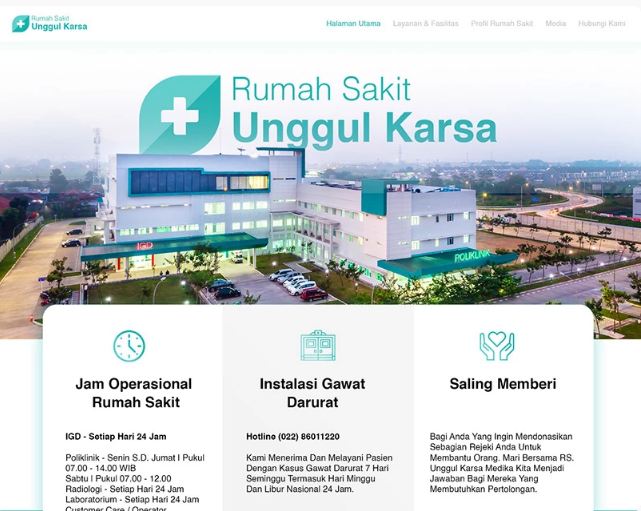 Rumah Sakit
Unggul Karsa
Halaman Utama Layanan & Fasilitas Profil Rumah Sakit Media Hubungi Kami
Rumah Sakit
Unggul Karsa
IGD
POLIKLINIK
Jam Operasional
Rumah Sakit
IGD - Setiap Hari 24 Jam
Poliklinik - Senin S.D. Jumat I Pukul
07.00 - 14.00 WIB
Sabtu I Pukul 07.00 - 12.00
Radiologi - Setiap Hari 24 Jam
Laboratorium - Setiap Hari 24 Jam
Customer Care / Operator
Instalasi Gawat
Darurat
Hotline (022) 86011220
Kami Menerima Dan Melayani Pasien
Dengan Kasus Gawat Darurat 7 Hari
Seminggu Termasuk Hari Minggu
Dan Libur Nasional 24 Jam.
Saling Memberi
Bagi Anda Yang Ingin Mendonasikan
Sebagian Rejeki Anda Untuk
Membantu Orang. Mari Bersama RS.
Unggul Karsa Medika Kita Menjadi
Jawaban Bagi Mereka Yang
Membutuhkan Pertolongan.